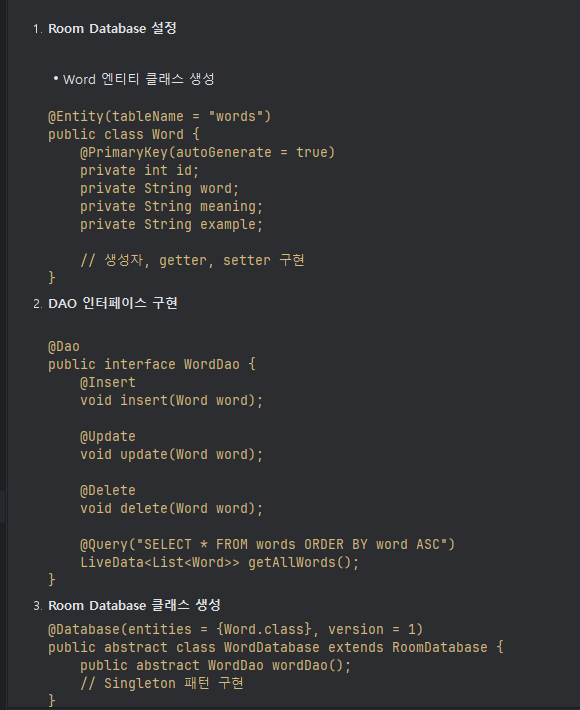 1. Room Database 설정
• Word 엔티티 클래스 생성
@Entity(tableName = "words")
public class Word {
    @PrimaryKey(autoGenerate = true)
    private int id;
    private String word;
    private String meaning;
    private String example;
    // 생성자, getter, setter 구현
}
2. DAO 인터페이스 구현
@Dao
public interface WordDao {
    @Insert
    void insert(Word word);
    @Update
    void update(Word word);
    @Delete
    void delete(Word word);
    @Query("SELECT * FROM words ORDER BY word ASC")
    LiveData<List<Word>> getAllWords();
}
3. Room Database 클래스 생성
@Database(entities = {Word.class}, version = 1)
public abstract class WordDatabase extends RoomDatabase {
    public abstract WordDao wordDao();
    // Singleton 패턴 구현
}